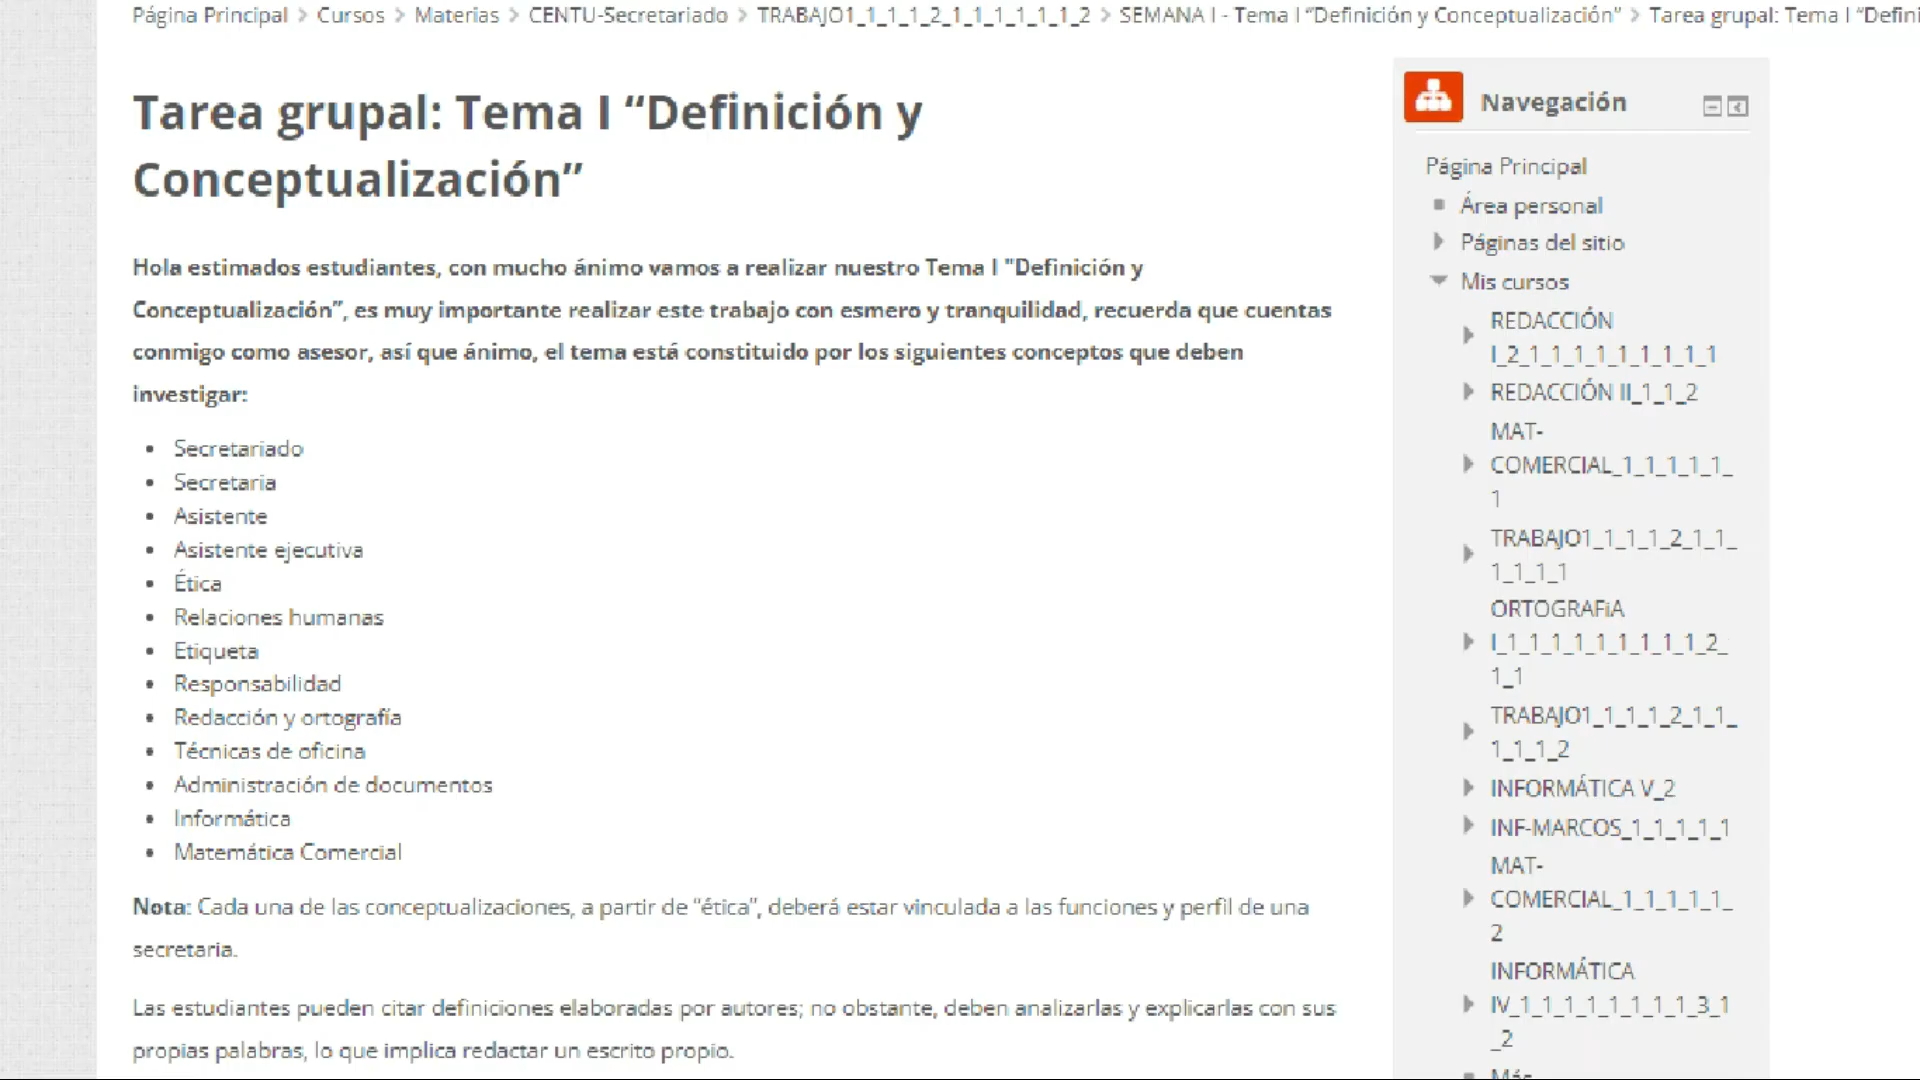 Página Principal > Cursos > Materias > CENTU-Secretariado > TRABAJO1_1_1_1_2_1_1_1_1_1_1_2 > SEMANA I - Tema I “Definición y Conceptualización” > Tarea grupal: Tema I “Defini
Tarea grupal: Tema I “Definición y
Conceptualización”
Hola estimados estudiantes, con mucho ánimo vamos a realizar nuestro Tema I "Definición y
Conceptualización”, es muy importante realizar este trabajo con esmero y tranquilidad, recuerda que cuentas
conmigo como asesor, así que ánimo, el tema está constituido por los siguientes conceptos que deben
investigar:
• Secretariado
• Secretaria
• Asistente
• Asistente ejecutiva
• Ética
• Relaciones humanas
• Etiqueta
• Responsabilidad
• Redacción y ortografía
• Técnicas de oficina
• Administración de documentos
• Informática
• Matemática Comercial
Nota: Cada una de las conceptualizaciones, a partir de “ética”, deberá estar vinculada a las funciones y perfil de una
secretaria.
Las estudiantes pueden citar definiciones elaboradas por autores; no obstante, deben analizarlas y explicarlas con sus
propias palabras, lo que implica redactar un escrito propio.
Navegación
Página Principal
Área personal
Páginas del sitio
Mis cursos
REDACCIÓN
I_2_1_1_1_1_1_1_1_1_1
REDACCIÓN II_1_1_2
MAT-
COMERCIAL_1_1_1_1_1_
1
TRABAJO1_1_1_1_2_1_1_
1_1_1_1
ORTOGRAFiA
I_1_1_1_1_1_1_1_1_1_2_
1_1
TRABAJO1_1_1_1_2_1_1_
1_1_1_2
INFORMÁTICA V_2
INF-MARCOS_1_1_1_1_1
MAT-
COMERCIAL_1_1_1_1_1_
2
INFORMÁTICA
IV_1_1_1_1_1_1_1_1_3_1
_2
Más